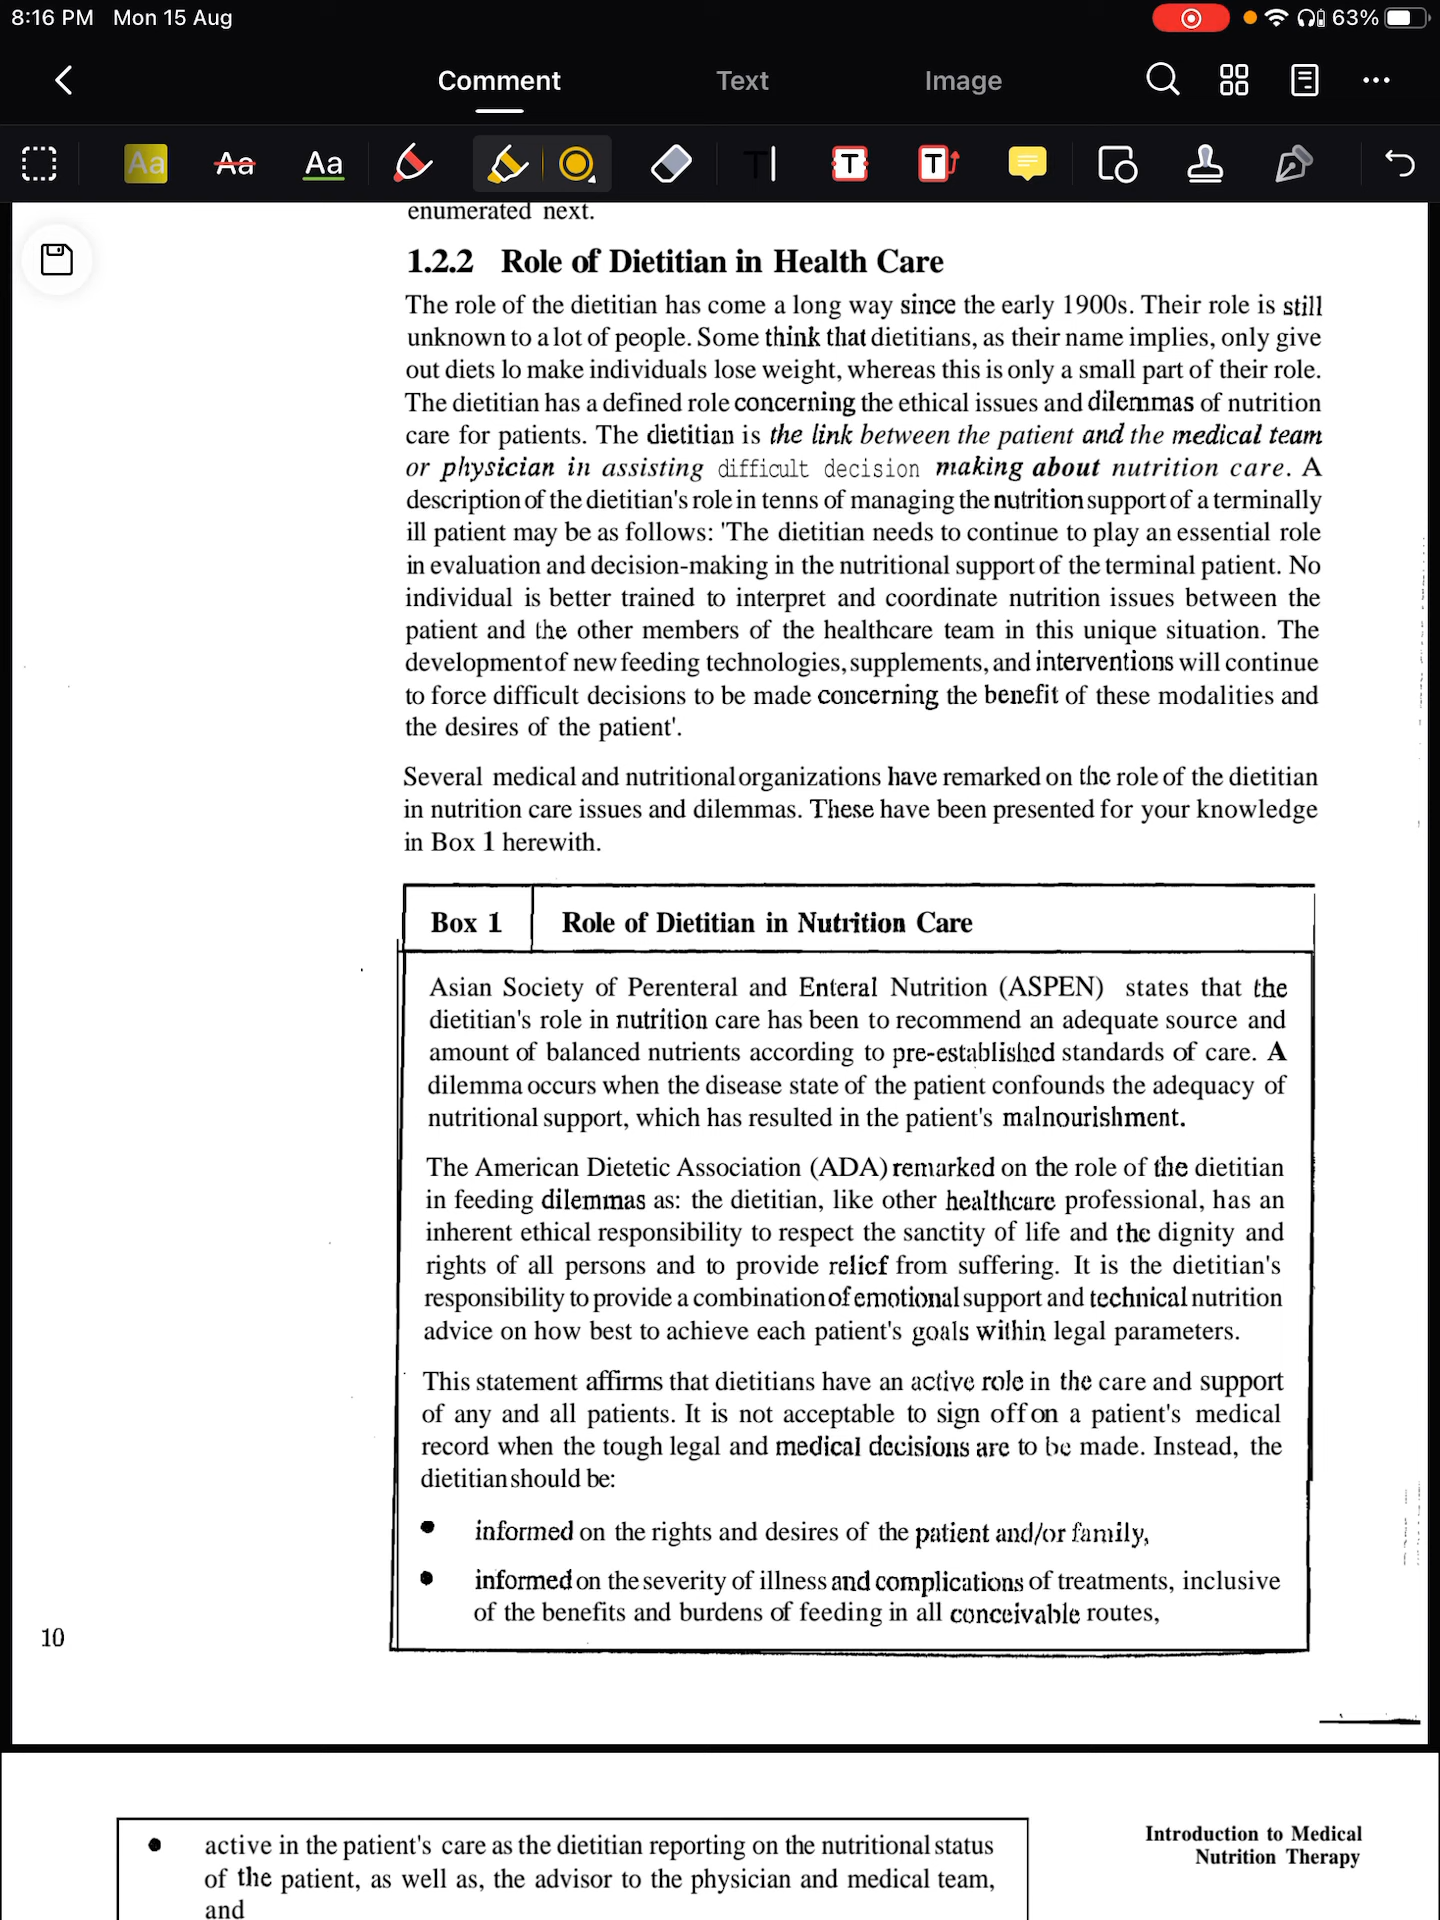 8:16 PM Mon 15 Aug
63%
Comment Text Image
Aa Aa Aa T T T
enumerated next.
1.2.2 Role of Dietitian in Health Care
The role of the dietitian has come a long way since the early 1900s. Their role is still
unknown to a lot of people. Some think that dietitians, as their name implies, only give
out diets lo make individuals lose weight, whereas this is only a small part of their role.
The dietitian has a defined role concerning the ethical issues and dilemmas of nutrition
care for patients. The dietitian is the link between the patient and the medical team
or physician in assisting difficult decision making about nutrition care. A
description of the dietitian's role in tenns of managing the nutrition support of a terminally
ill patient may be as follows: 'The dietitian needs to continue to play an essential role
in evaluation and decision-making in the nutritional support of the terminal patient. No
individual is better trained to interpret and coordinate nutrition issues between the
patient and the other members of the healthcare team in this unique situation. The
development of new feeding technologies, supplements, and interventions will continue
to force difficult decisions to be made concerning the benefit of these modalities and
the desires of the patient'.
Several medical and nutritional organizations have remarked on the role of the dietitian
in nutrition care issues and dilemmas. These have been presented for your knowledge
in Box 1 herewith.
Box 1 Role of Dietitian in Nutrition Care
Asian Society of Perenteral and Enteral Nutrition (ASPEN) states that the
dietitian's role in nutrition care has been to recommend an adequate source and
amount of balanced nutrients according to pre-established standards of care. A
dilemma occurs when the disease state of the patient confounds the adequacy of
nutritional support, which has resulted in the patient's malnourishment.
The American Dietetic Association (ADA) remarked on the role of the dietitian
in feeding dilemmas as: the dietitian, like other healthcare professional, has an
inherent ethical responsibility to respect the sanctity of life and the dignity and
rights of all persons and to provide relief from suffering. It is the dietitian's
responsibility to provide a combination of emotional support and technical nutrition
advice on how best to achieve each patient's goals within legal parameters.
This statement affirms that dietitians have an active role in the care and support
of any and all patients. It is not acceptable to sign off on a patient's medical
record when the tough legal and medical decisions are to be made. Instead, the
dietitian should be:
• informed on the rights and desires of the patient and/or family,
• informed on the severity of illness and complications of treatments, inclusive
of the benefits and burdens of feeding in all conceivable routes,
10
• active in the patient's care as the dietitian reporting on the nutritional status
of the patient, as well as, the advisor to the physician and medical team,
and
Introduction to Medical
Nutrition Therapy